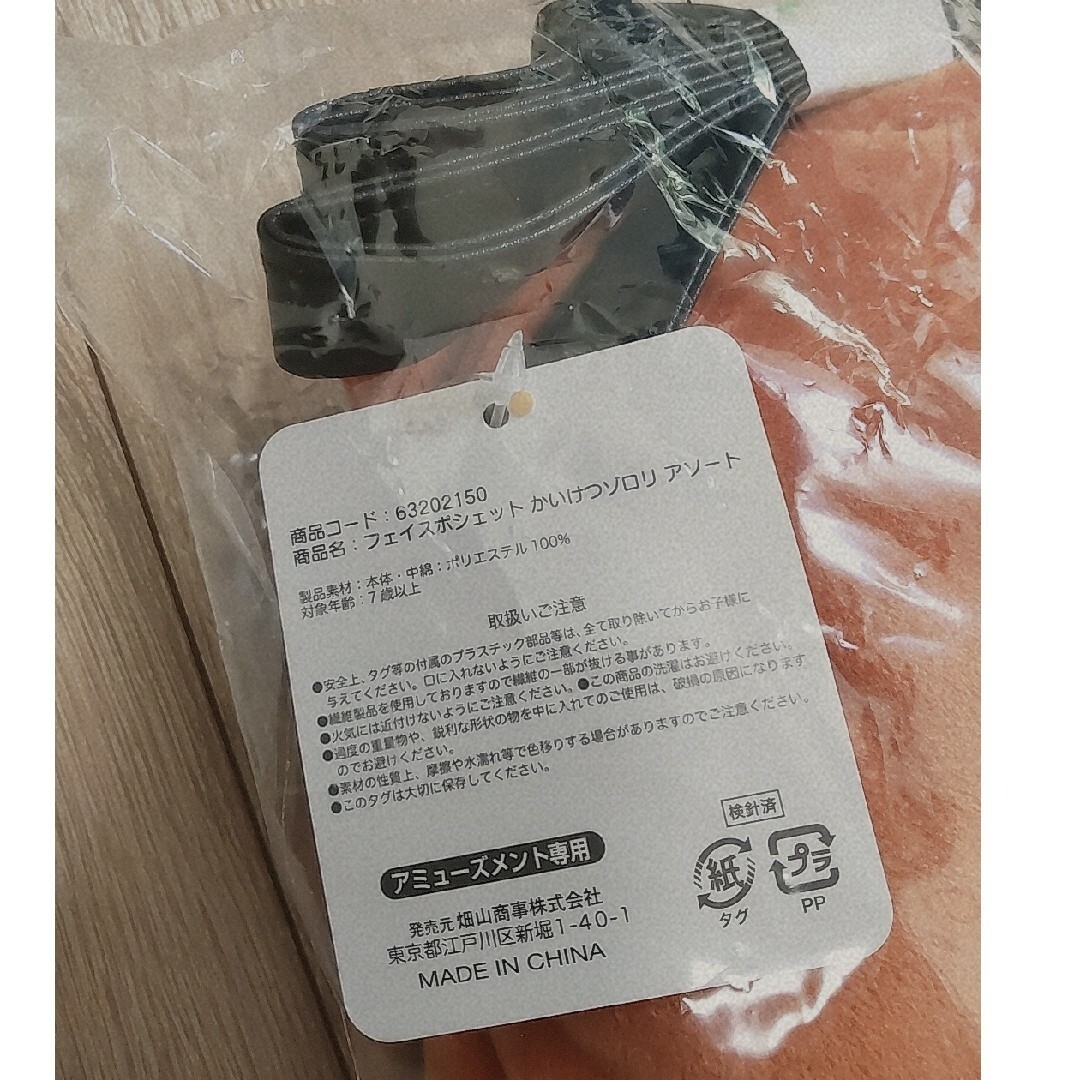 商品コード：63202150
商品名：フェイスポシェット かいけつゾロリ アソート
製品素材：本体・中綿：ポリエステル100%
対象年齢：7歳以上
取扱いご注意
●安全上、タグ等の付属のプラスチック部品等は、全て取り除いてからお子様に
与えてください。口に入れないようにご注意ください。
●繊維製品を使用しておりますので繊維の一部が抜ける事があります。
●火気には近付けないようにご注意ください。●この商品の洗濯はお避けください。
●過度の重量物や、鋭利な形状の物を中に入れてのご使用は、破損の原因になります
のでお避けください。
●素材の性質上、摩擦や水濡れ等で色移りする場合がありますのでご注意ください。
●このタグは大切に保存してください。
検針済
アミューズメント専用
紙
プラ
タグ
PP
発売元 畑山商事株式会社
東京都江戸川区新堀1-40-1
MADE IN CHINA